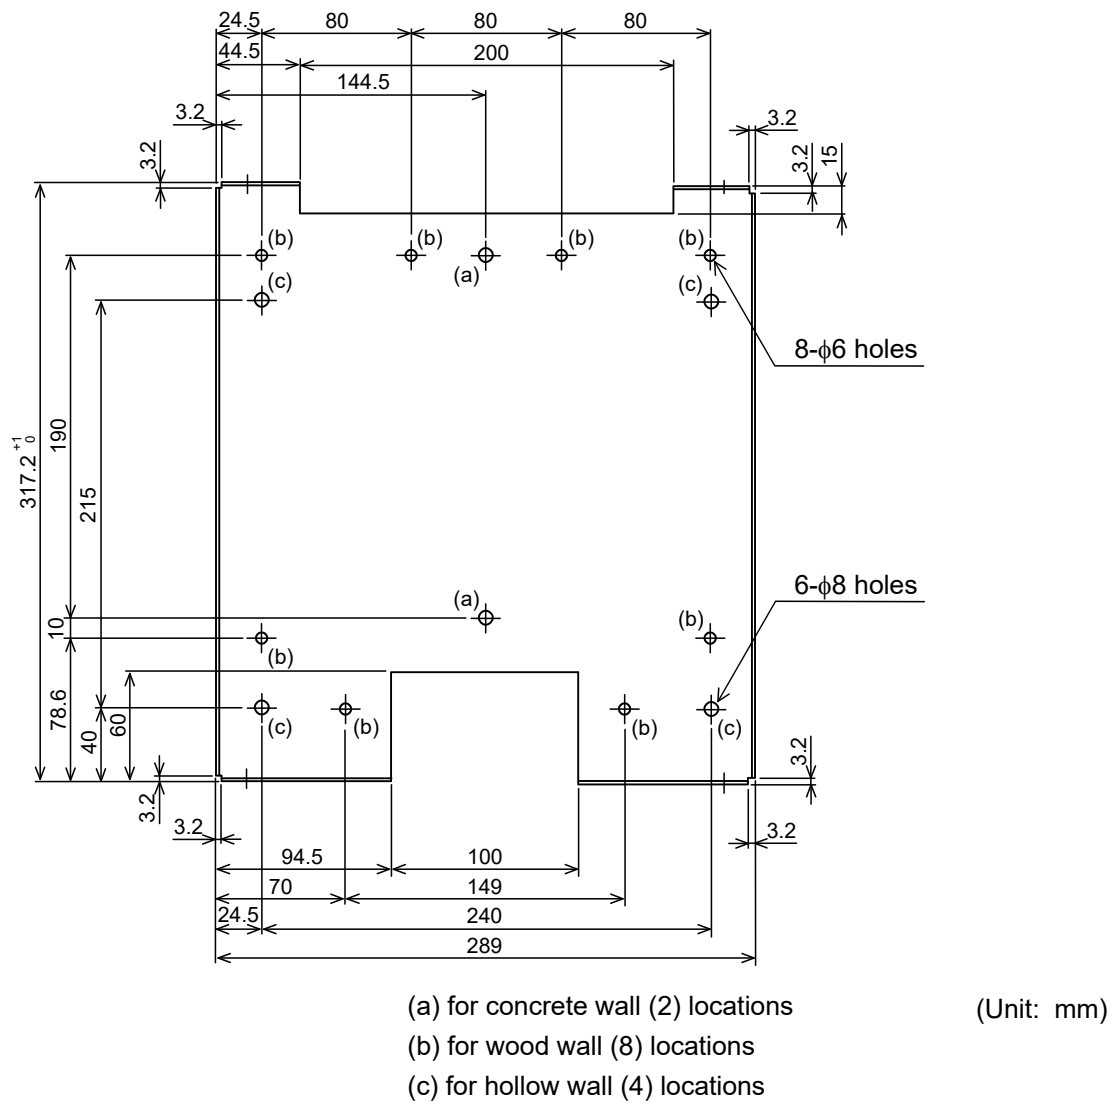 24.5 80 80 80
44.5 200
144.5
3.2 3.2
3.2 3.2 15
(b) (b) (b) (b)
(a)
(c) (c)
8-ϕ6 holes
317.2 +1 0
190
215
6-ϕ8 holes
(a)
10
(b)
(b)
78.6
40
60
(c) (b) (b) (c)
3.2 3.2
3.2 3.2
94.5 100
70 149
24.5 240
289
(a) for concrete wall (2) locations (Unit: mm)
(b) for wood wall (8) locations
(c) for hollow wall (4) locations